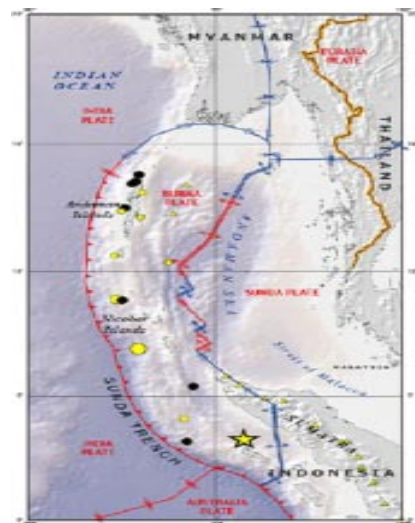 MYANMAR
EURASIA
PLATE
INDIAN
OCEAN
INDIA
PLATE
THAILAND
BURMA
PLATE
Andaman
Islands
ANDAMAN SEA
SUNDA PLATE
Nicobar
Islands
Strait of Malacca
SUNDA TRENCH
SUMATRA
INDIA
PLATE
INDONESIA
AUSTRALIA
PLATE